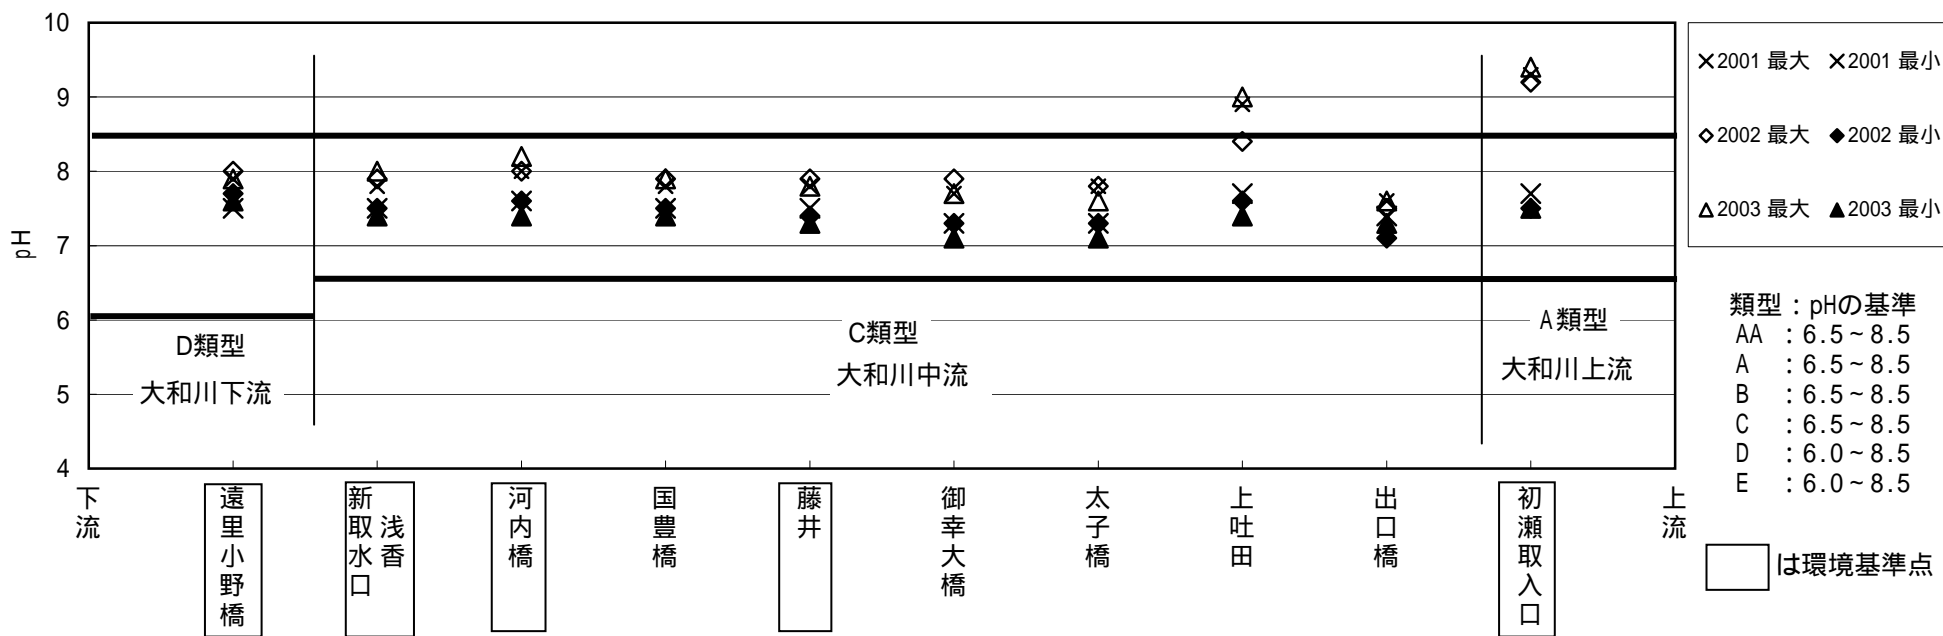 10
9
8
7
6
5
4
pH
D類型
大和川下流
C類型
大和川中流
A類型
大和川上流
下流
遠里小野橋
新取水口
浅香
河内橋
国豊橋
藤井
御幸大橋
太子橋
上吐田
出口橋
初瀬取入口
上流
×2001 最大 ×2001 最小
◇2002 最大 ◆2002 最小
△2003 最大 ▲2003 最小
類型：pHの基準
AA ：6.5～8.5
A ：6.5～8.5
B ：6.5～8.5
C ：6.5～8.5
D ：6.0～8.5
E ：6.0～8.5
は環境基準点